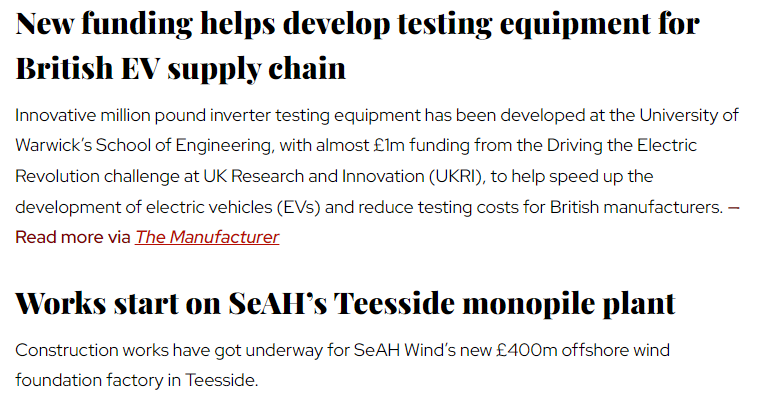 New funding helps develop testing equipment for
British EV supply chain
Innovative million pound inverter testing equipment has been developed at the University of
Warwick’s School of Engineering, with almost £1m funding from the Driving the Electric
Revolution challenge at UK Research and Innovation (UKRI), to help speed up the
development of electric vehicles (EVs) and reduce testing costs for British manufacturers. —
Read more via The Manufacturer
Works start on SeAH’s Teesside monopile plant
Construction works have got underway for SeAH Wind’s new £400m offshore wind
foundation factory in Teesside.